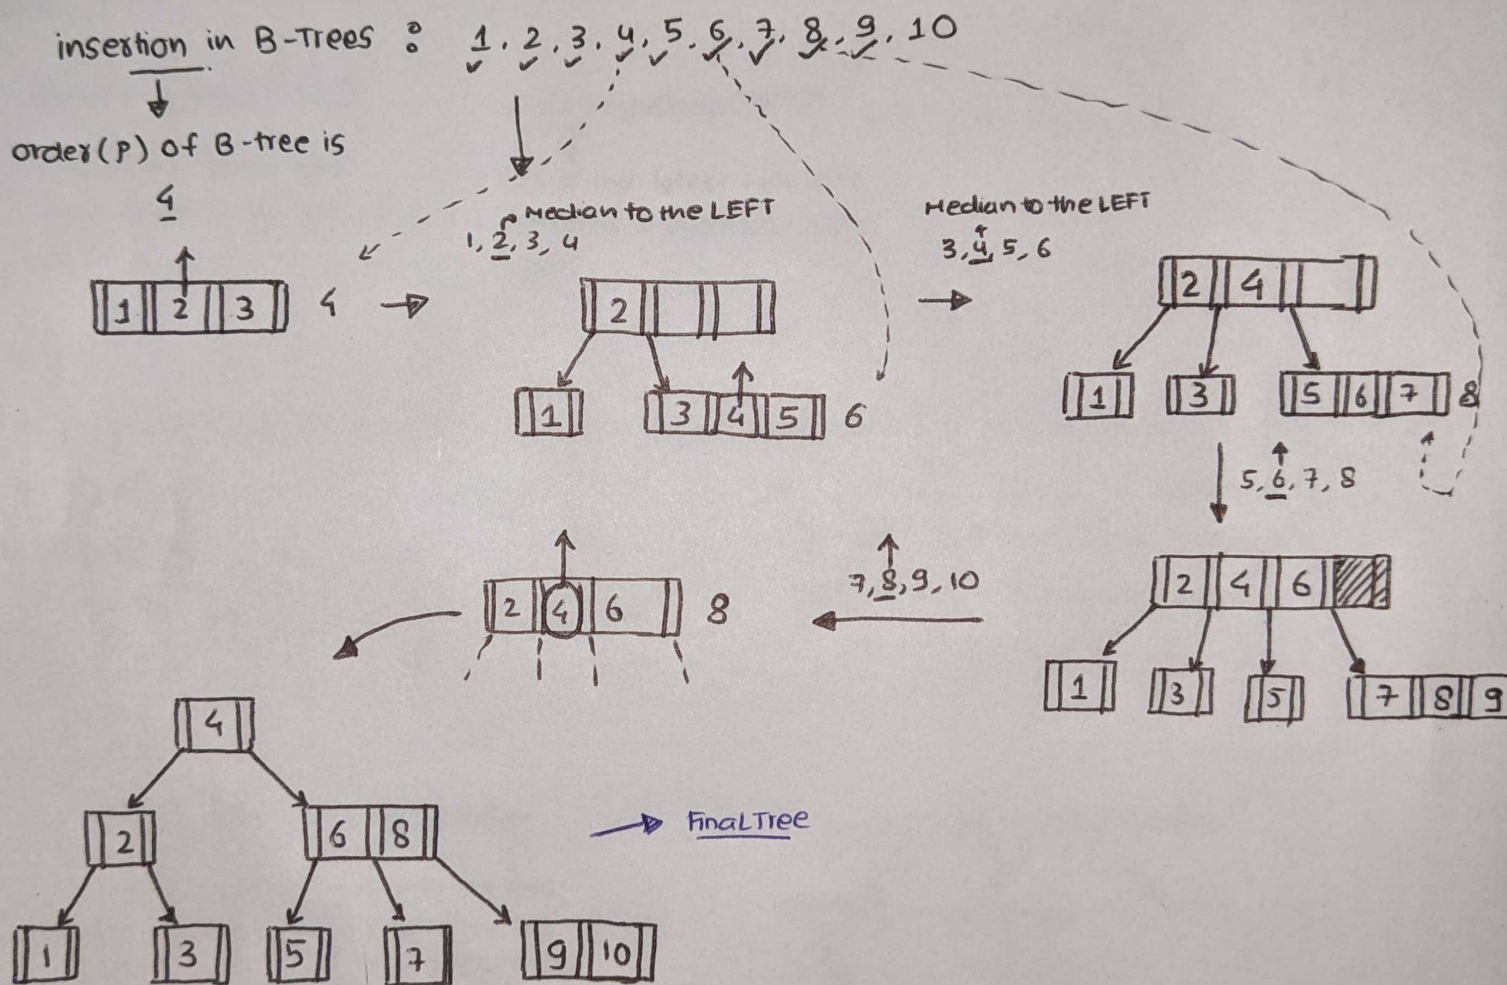 insertion in B-Trees : 1, 2, 3, 4, 5, 6, 7, 8, 9, 10
order(P) of B-tree is
4
Median to the LEFT
1, 2, 3, 4
Median to the LEFT
3, 4, 5, 6
1 2 3 4
2
1 3 4 5 6
2 4
1 3 5 6 7 8
5, 6, 7, 8
2 4 6
1 3 5 7 8 9
7, 8, 9, 10
2 4 6 8
4
2 6 8
Final Tree
1 3 5 7 9 10